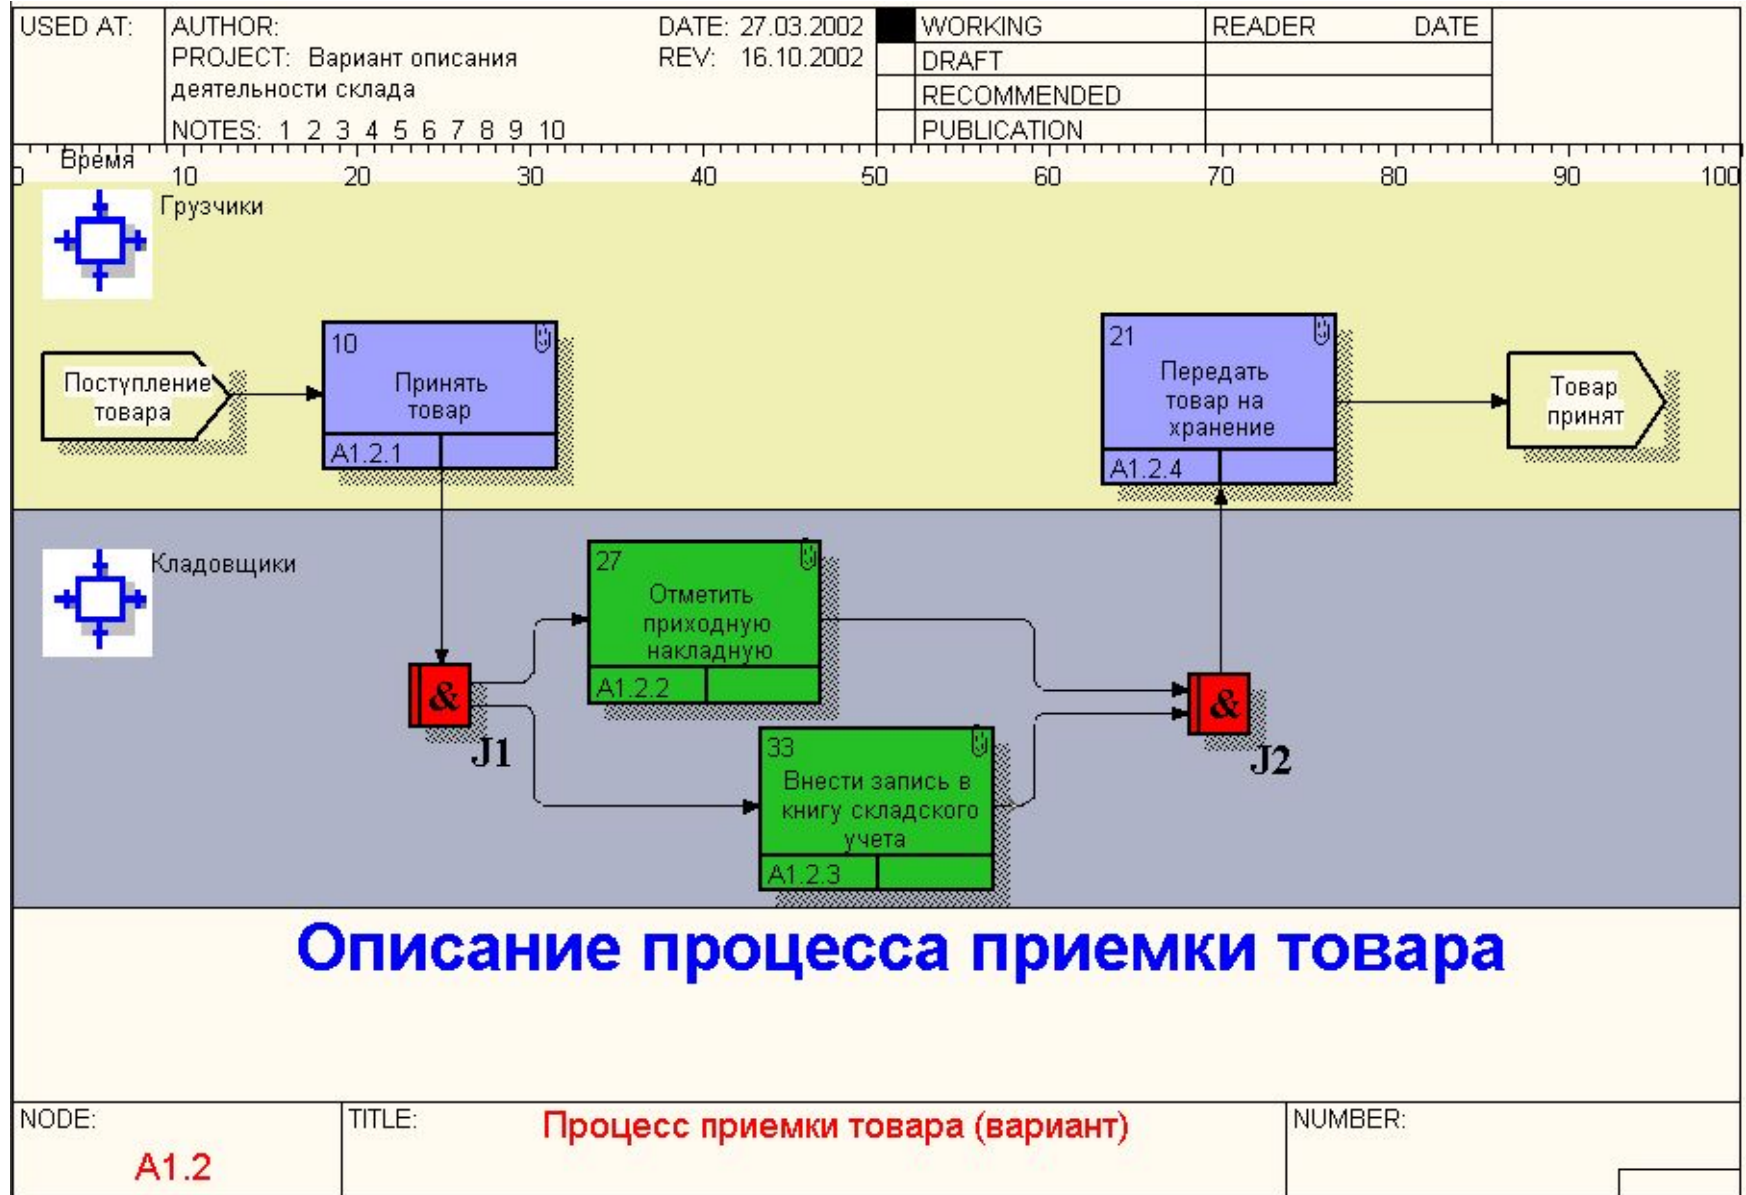 USED AT:
AUTHOR:
DATE: 27.03.2002
PROJECT: Вариант описания
REV: 16.10.2002
деятельности склада
NOTES: 1 2 3 4 5 6 7 8 9 10
WORKING
DRAFT
RECOMMENDED
PUBLICATION
READER DATE
Время
0 10 20 30 40 50 60 70 80 90 100
Грузчики
Поступление
товара
10
Принять
товар
A1.2.1
21
Передать
товар на
хранение
A1.2.4
Товар
принят
Кладовщики
27
Отметить
приходную
накладную
A1.2.2
&
J1
33
Внести запись в
книгу складского
учета
A1.2.3
&
J2
Описание процесса приемки товара
NODE:
A1.2
TITLE:
Процесс приемки товара (вариант)
NUMBER: